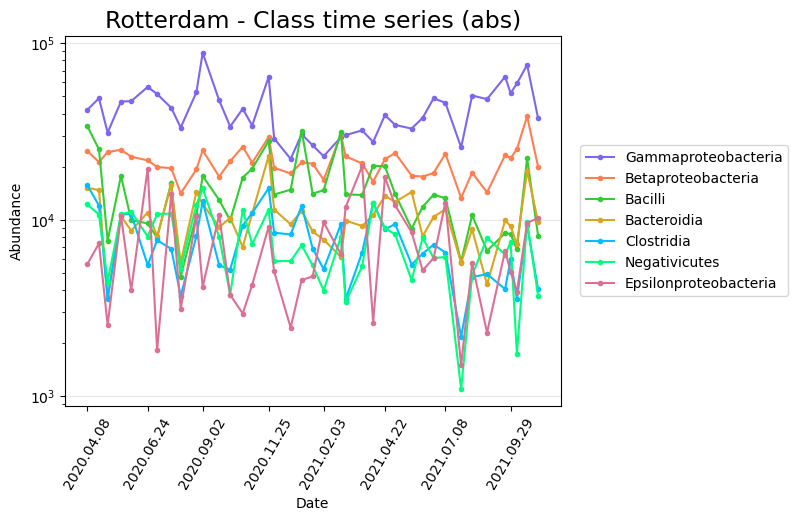 Rotterdam - Class time series (abs)
10^5
10^4
10^3
Abundance
2020.04.08
2020.06.24
2020.09.02
2020.11.25
2021.02.03
2021.04.22
2021.07.08
2021.09.29
Date
Gammaproteobacteria
Betaproteobacteria
Bacilli
Bacteroidia
Clostridia
Negativicutes
Epsilonproteobacteria